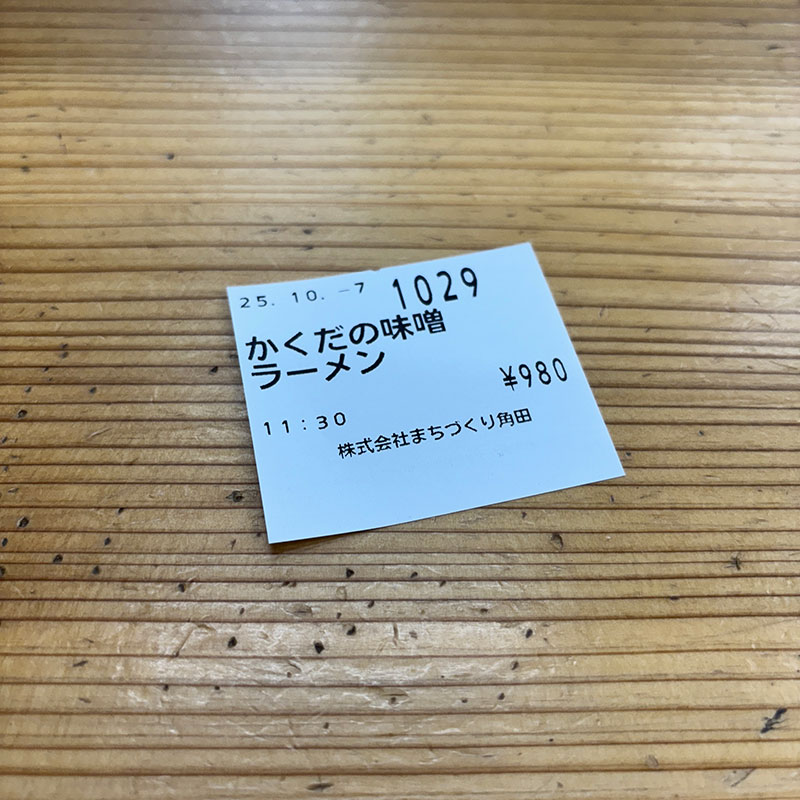 25. 10. -7 1029
かくだの味噌
ラーメン
¥980
11:30
株式会社まちづくり角田